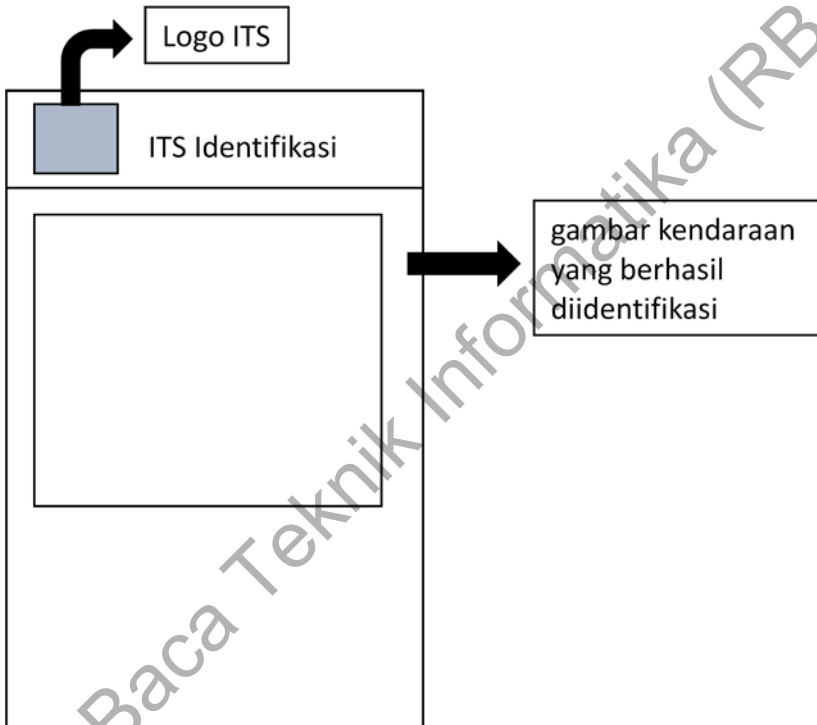 Logo ITS
ITS Identifikasi
gambar kendaraan
yang berhasil
diidentifikasi
Baca Teknik Informatika (RB